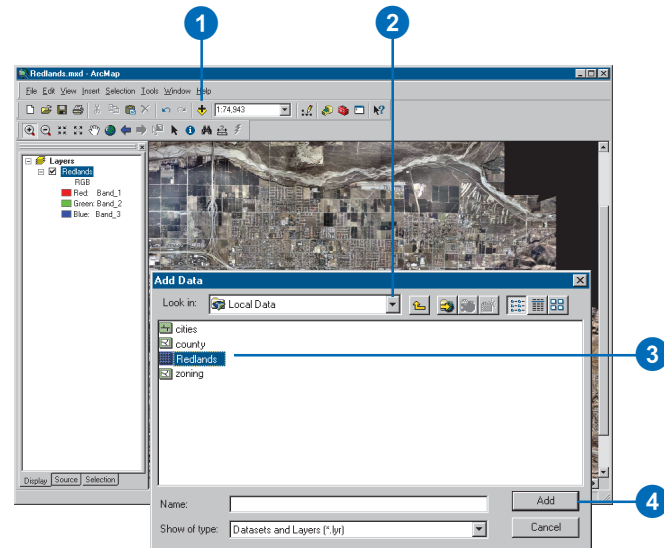 1
2
Redlands.mxd - ArcMap
File Edit View Insert Selection Tools Window Help
1:74,943
Layers
Redlands
RGB
Red: Band_1
Green: Band_2
Blue: Band_3
Add Data
Look in: Local Data
cities
county
Redlands
3
zoning
Display Source Selection
Name:
Add
4
Show of type: Datasets and Layers (*.lyr)
Cancel